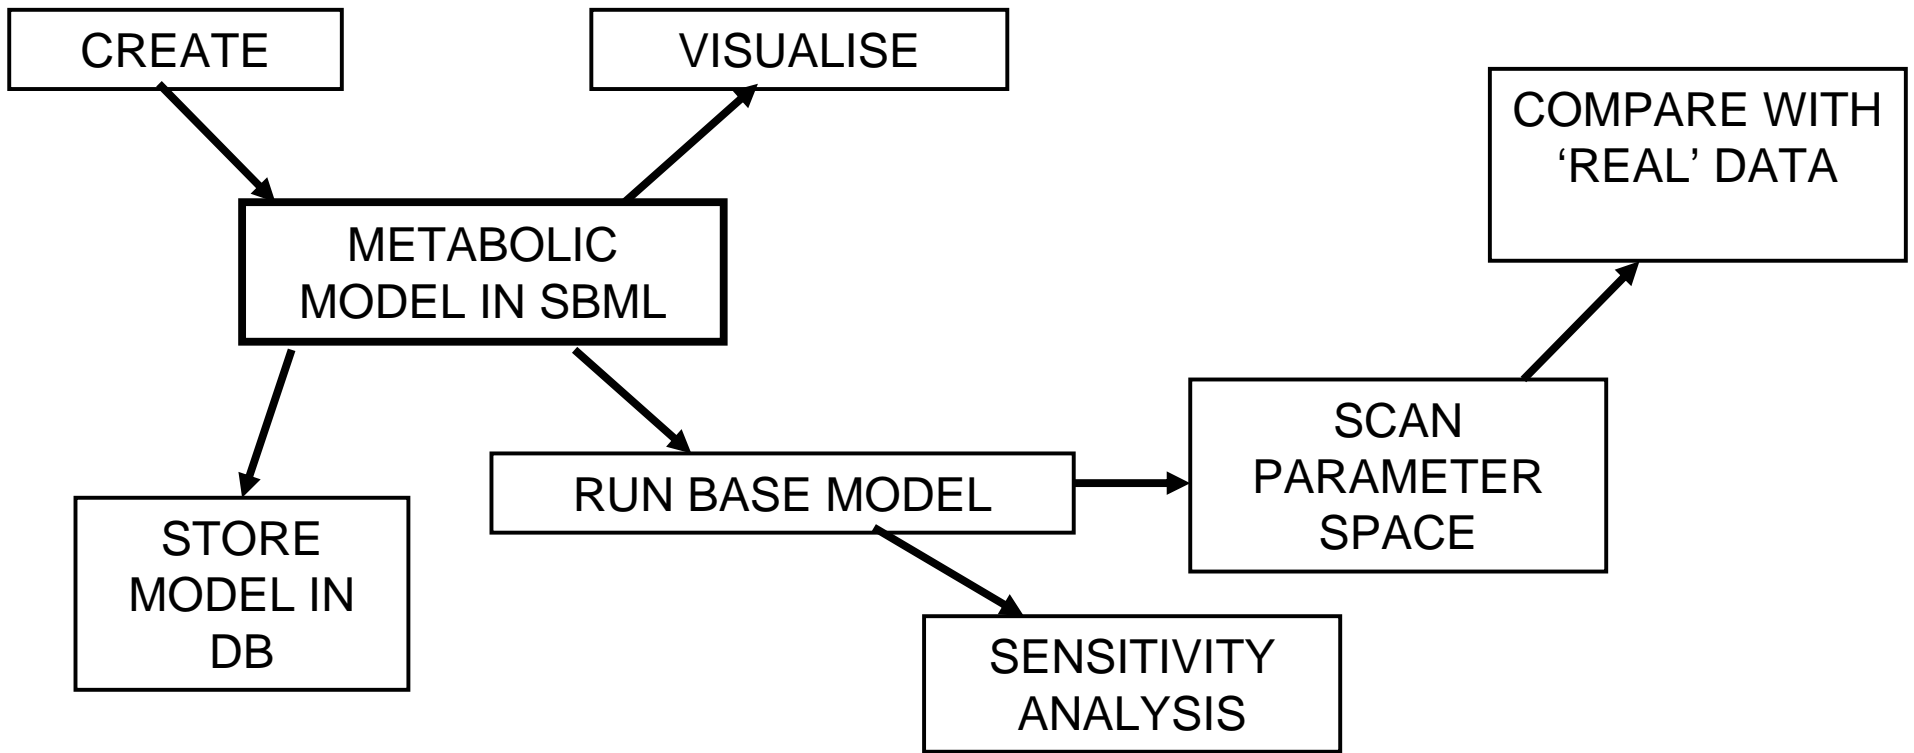 CREATE
VISUALISE
COMPARE WITH
‘REAL’ DATA
METABOLIC
MODEL IN SBML
SCAN
PARAMETER
SPACE
RUN BASE MODEL
STORE
MODEL IN
DB
SENSITIVITY
ANALYSIS